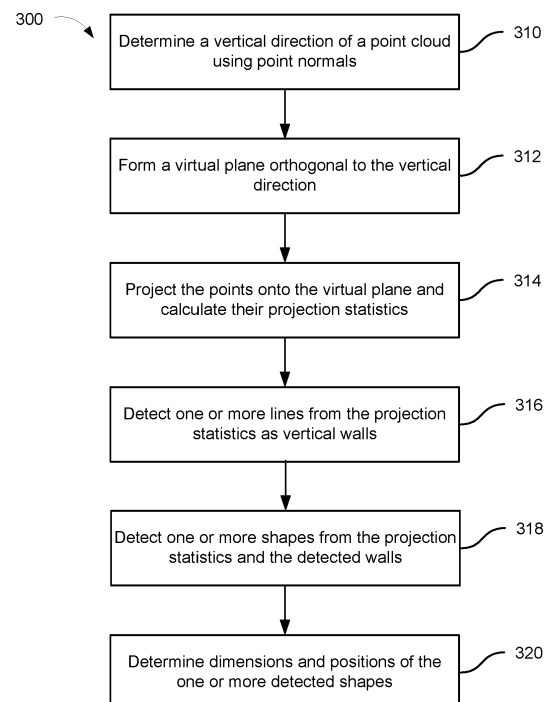 300
Determine a vertical direction of a point cloud
using point normals
310
Form a virtual plane orthogonal to the vertical
direction
312
Project the points onto the virtual plane and
calculate their projection statistics
314
Detect one or more lines from the projection
statistics as vertical walls
316
Detect one or more shapes from the projection
statistics and the detected walls
318
Determine dimensions and positions of the
one or more detected shapes
320